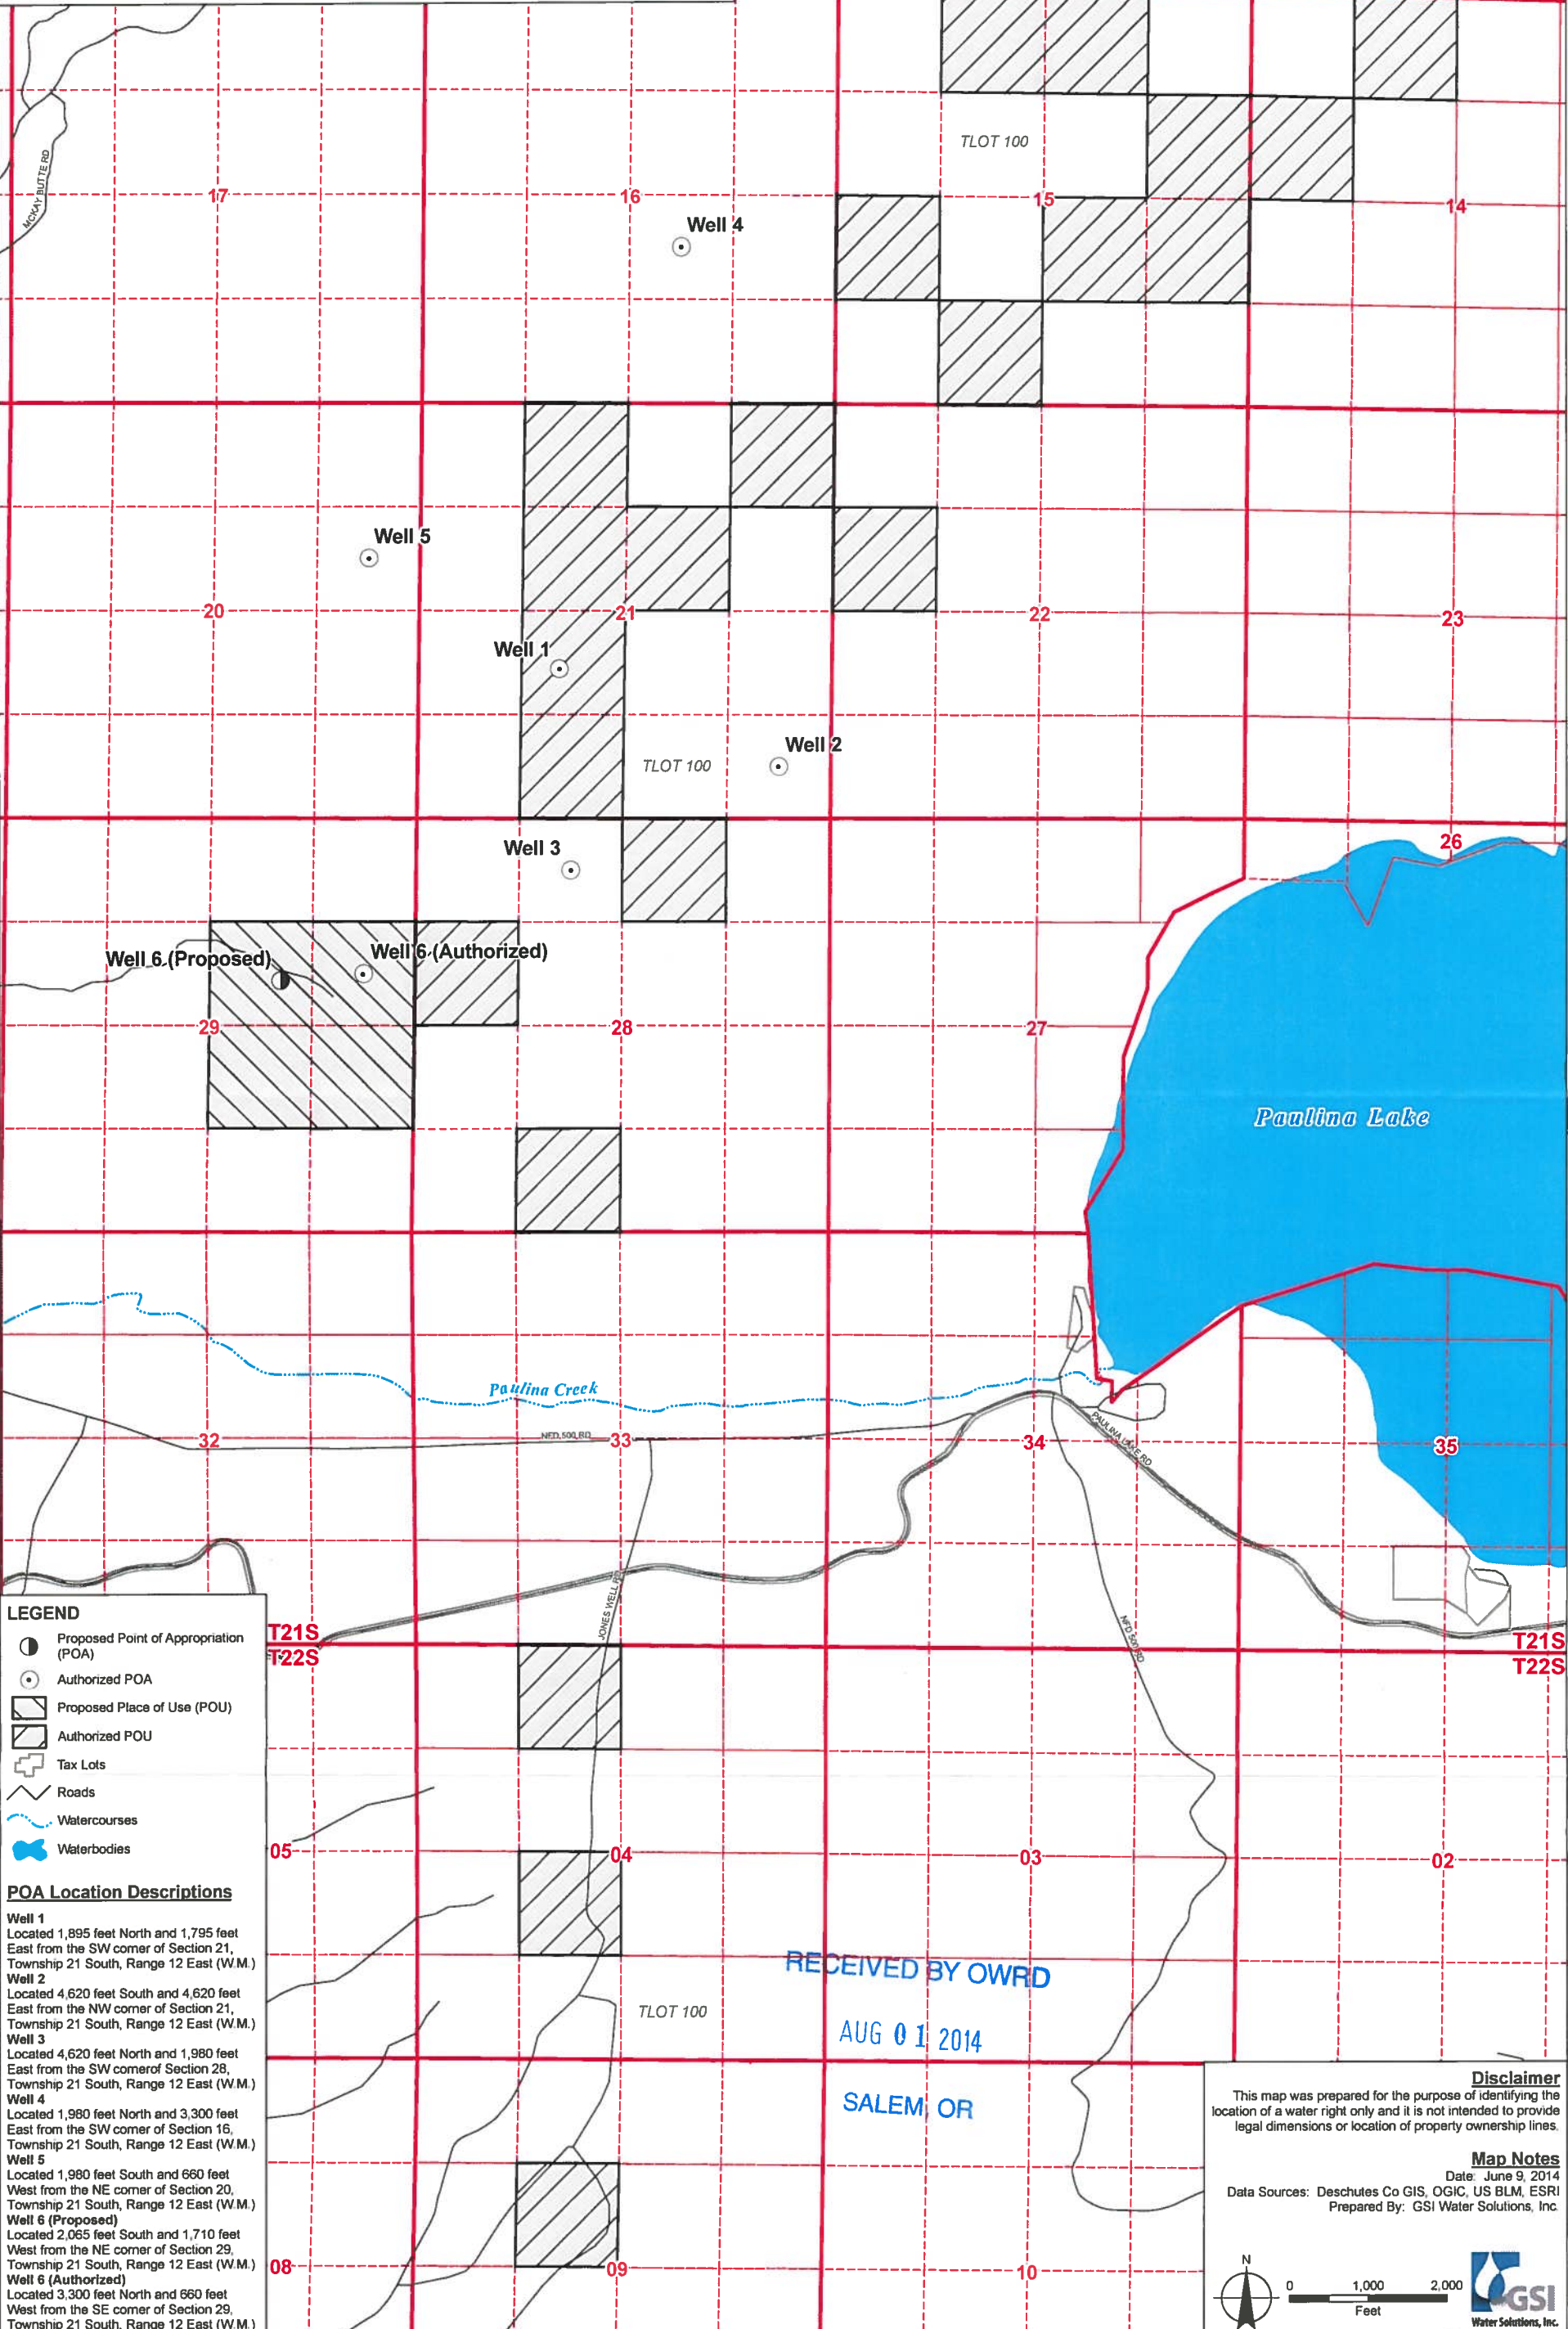 MCKAY BUTTE RD
17
16
TLOT 100
15
14
Well 4
Well 5
20
21
22
23
Well 1
Well 2
TLOT 100
26
Well 3
Well 6 (Proposed)
Well 6 (Authorized)
29
28
27
Paulina Lake
Paulina Creek
NFD 500 RD
32
33
34
PAULINA LAKE RD
35
JONES WELL RD
NFD 500 RD
T21S
T22S
T21S
T22S
LEGEND
Proposed Point of Appropriation
(POA)
Authorized POA
Proposed Place of Use (POU)
Authorized POU
Tax Lots
Roads
Watercourses
Waterbodies
05
04
03
02
POA Location Descriptions
Well 1
Located 1,895 feet North and 1,795 feet
East from the SW corner of Section 21,
Township 21 South, Range 12 East (W.M.)
Well 2
Located 4,620 feet South and 4,620 feet
East from the NW corner of Section 21,
Township 21 South, Range 12 East (W.M.)
Well 3
Located 4,620 feet North and 1,980 feet
East from the SW cornerof Section 28,
Township 21 South, Range 12 East (W.M.)
Well 4
Located 1,980 feet North and 3,300 feet
East from the SW corner of Section 16,
Township 21 South, Range 12 East (W.M.)
Well 5
Located 1,980 feet South and 660 feet
West from the NE corner of Section 20,
Township 21 South, Range 12 East (W.M.)
Well 6 (Proposed)
Located 2,065 feet South and 1,710 feet
West from the NE corner of Section 29,
Township 21 South, Range 12 East (W.M.)
Well 6 (Authorized)
Located 3,300 feet North and 660 feet
West from the SE corner of Section 29,
Township 21 South, Range 12 East (W.M.)
RECEIVED BY OWRD
AUG 01 2014
SALEM, OR
TLOT 100
08
09
10
Disclaimer
This map was prepared for the purpose of identifying the
location of a water right only and it is not intended to provide
legal dimensions or location of property ownership lines.
Map Notes
Date: June 9, 2014
Data Sources: Deschutes Co GIS, OGIC, US BLM, ESRI
Prepared By: GSI Water Solutions, Inc.
N
0 1,000 2,000
Feet
GSI
Water Solutions, Inc.